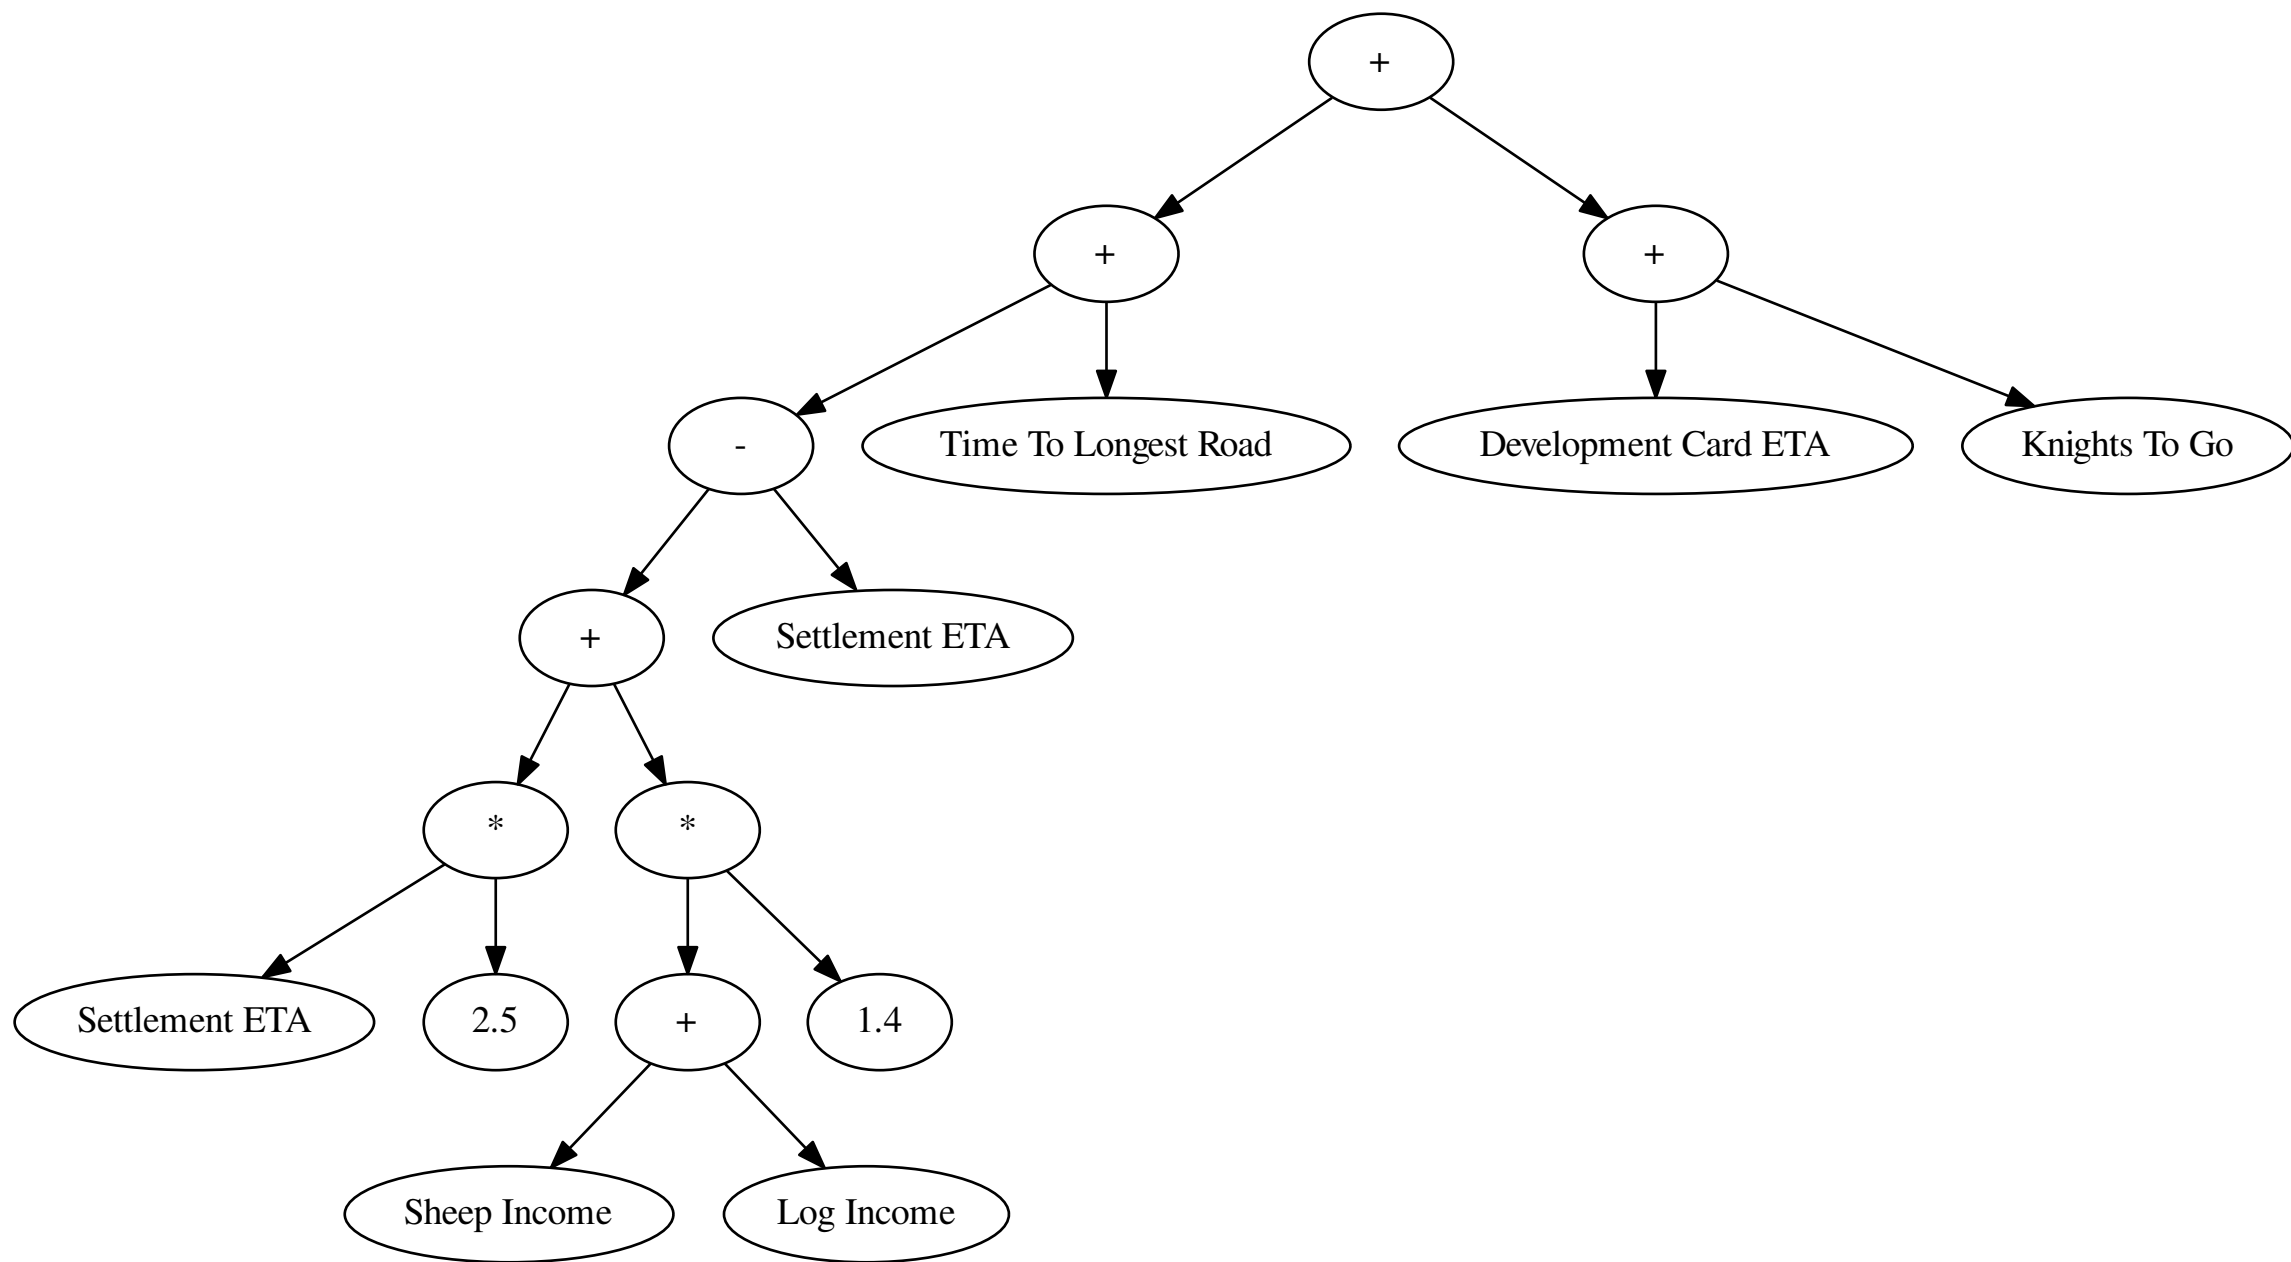 +
+
+
-
Time To Longest Road
Development Card ETA
Knights To Go
+
Settlement ETA
*
*
Settlement ETA
2.5
+
1.4
Sheep Income
Log Income